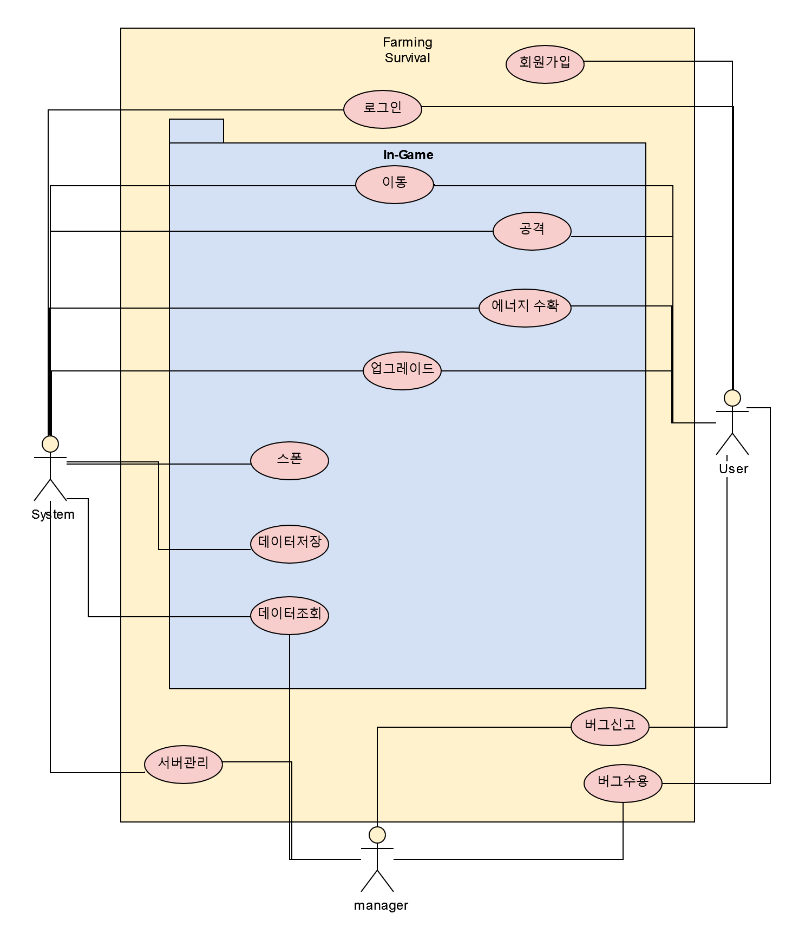 Farming
Survival
회원가입
로그인
In-Game
이동
공격
에너지 수확
업그레이드
스폰
User
System
데이터저장
데이터조회
버그신고
서버관리
버그수용
manager